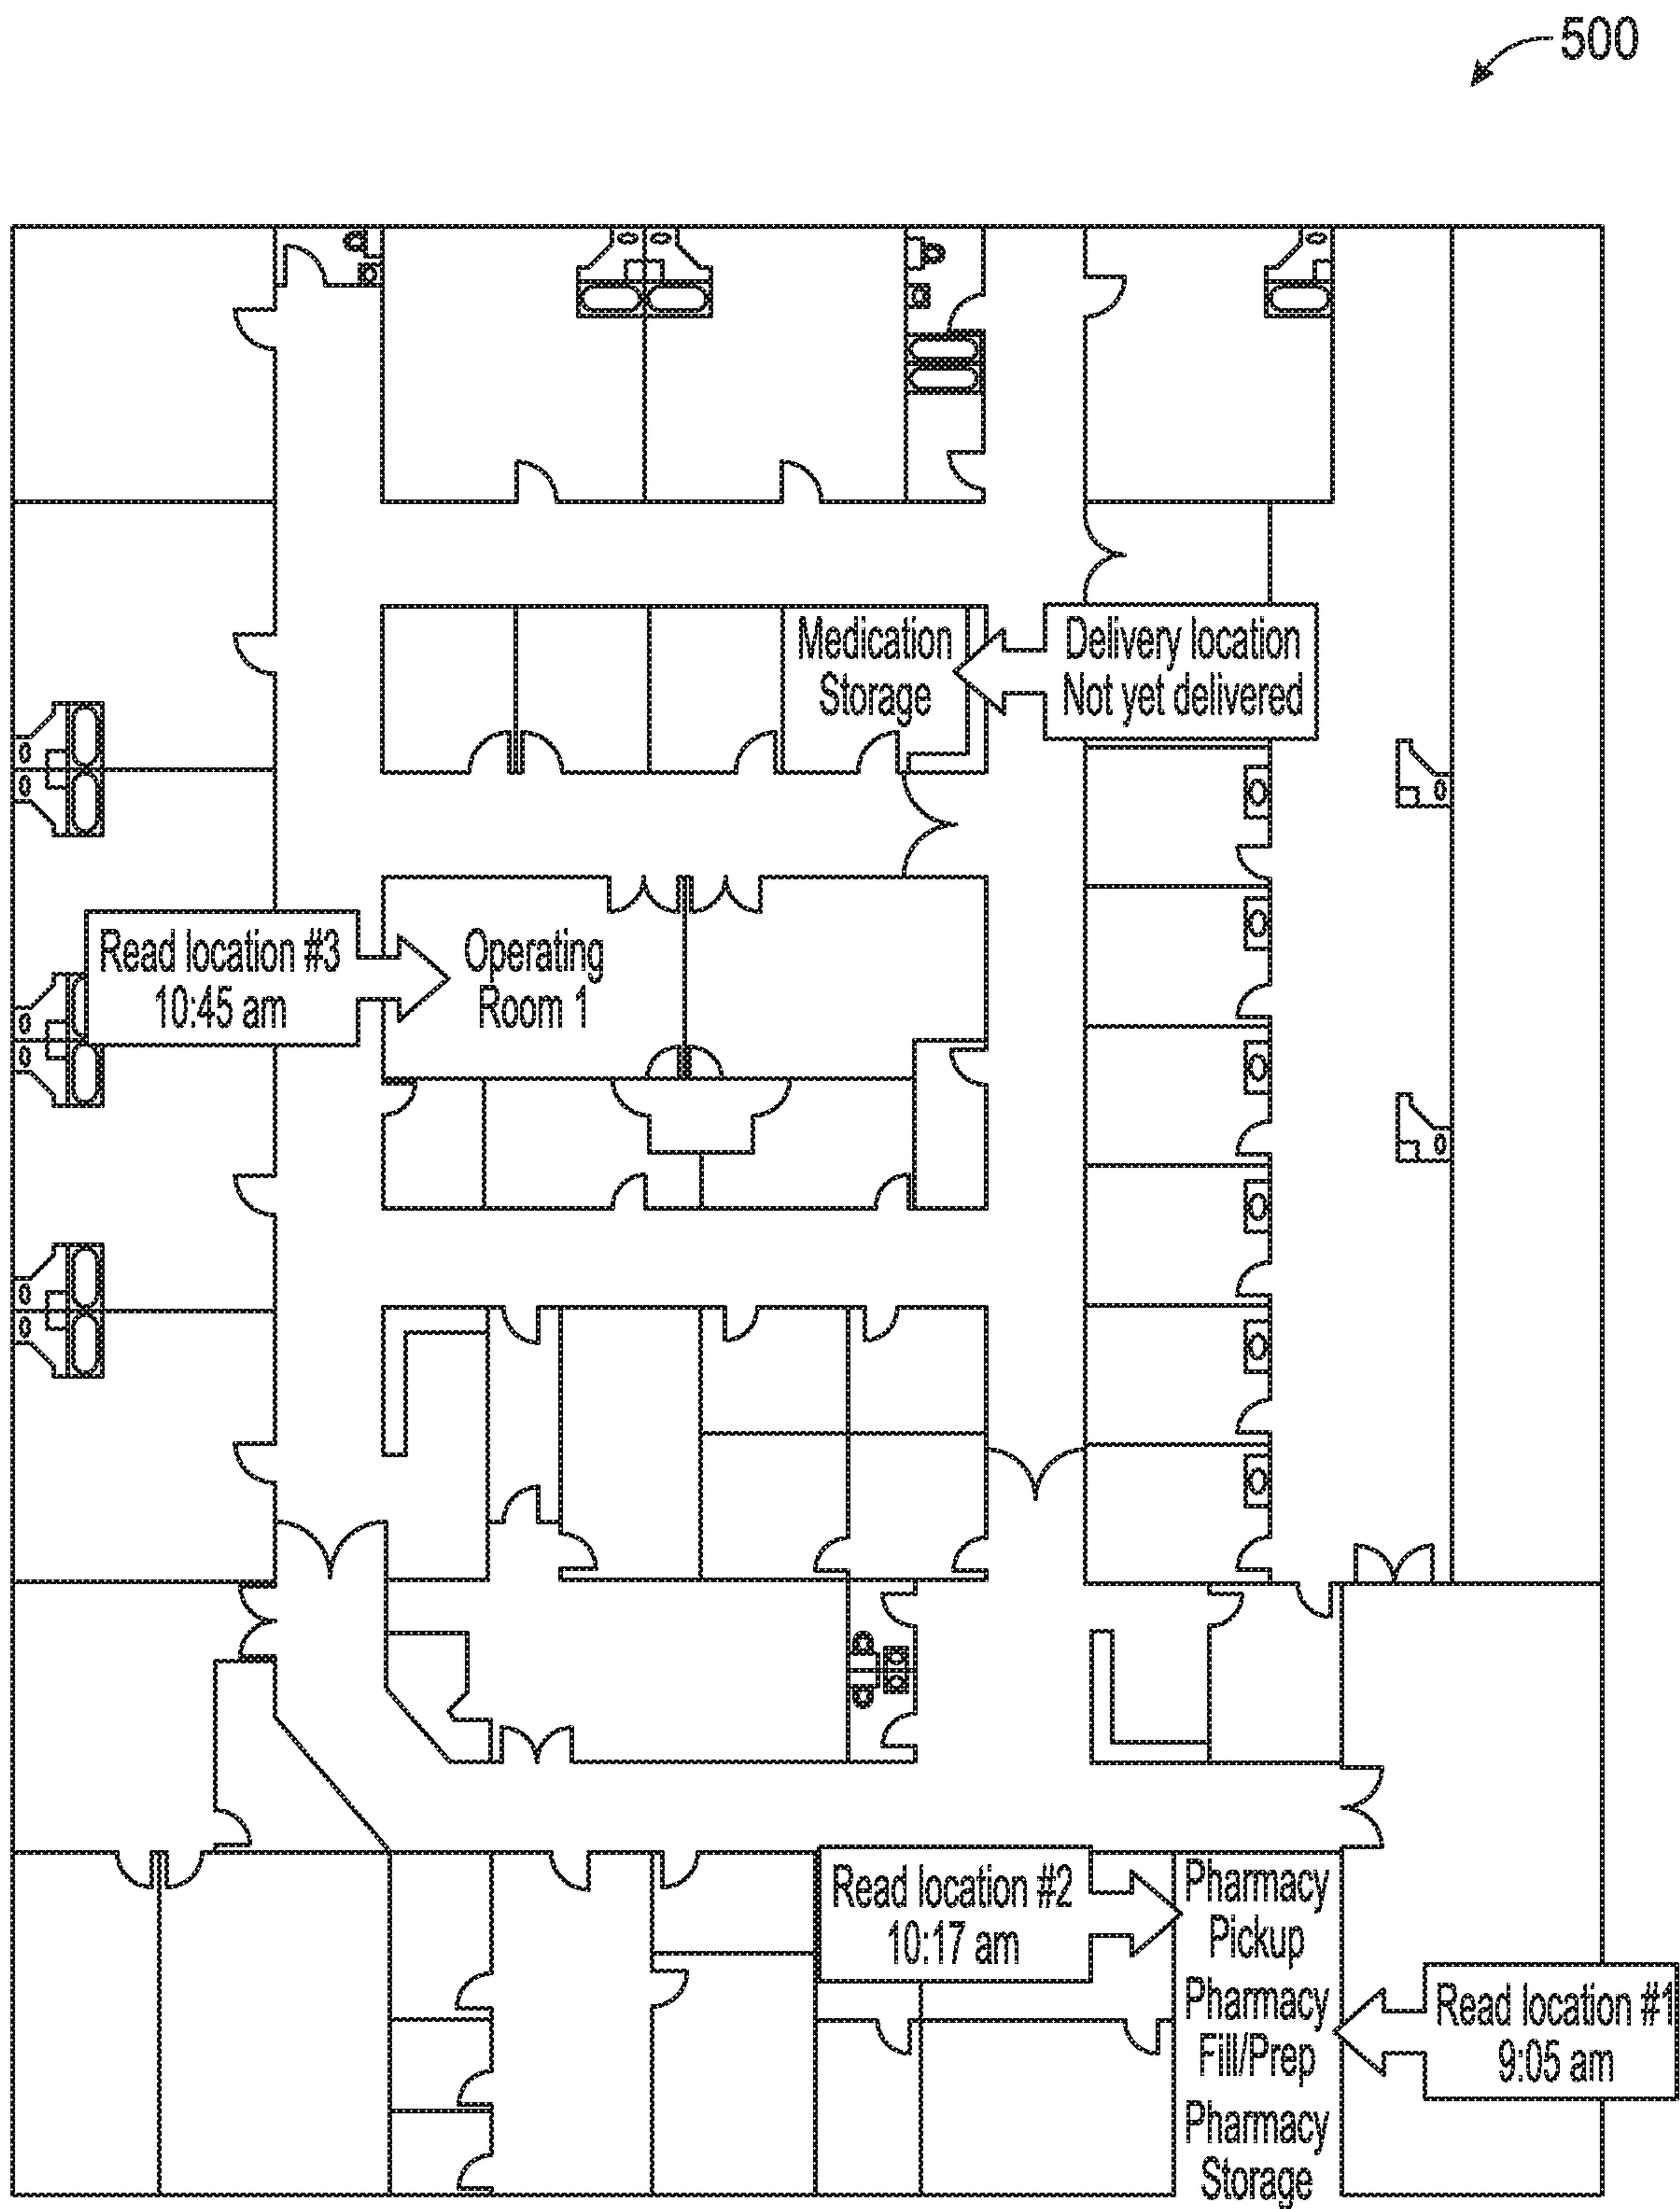 500
Medication
Storage
Delivery location
Not yet delivered
Read location #3
10:45 am
Operating
Room 1
Read location #2
10:17 am
Pharmacy
Pickup
Pharmacy
Fill/Prep
Pharmacy
Storage
Read location #1
9:05 am